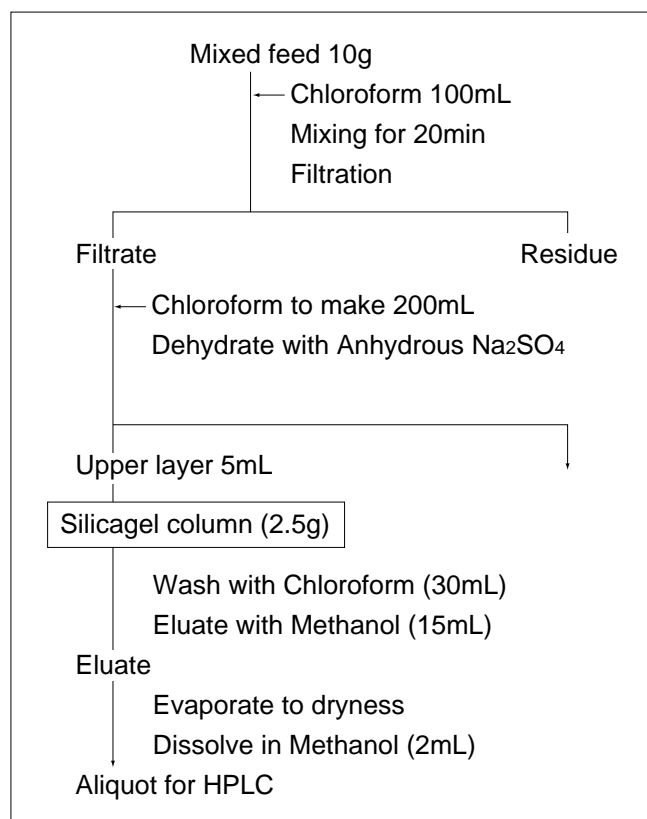 Mixed feed 10g
Chloroform 100mL
Mixing for 20min
Filtration
Filtrate
Residue
Chloroform to make 200mL
Dehydrate with Anhydrous Na₂SO₄
Upper layer 5mL
Silicagel column (2.5g)
Wash with Chloroform (30mL)
Eluate with Methanol (15mL)
Eluate
Evaporate to dryness
Dissolve in Methanol (2mL)
Aliquot for HPLC